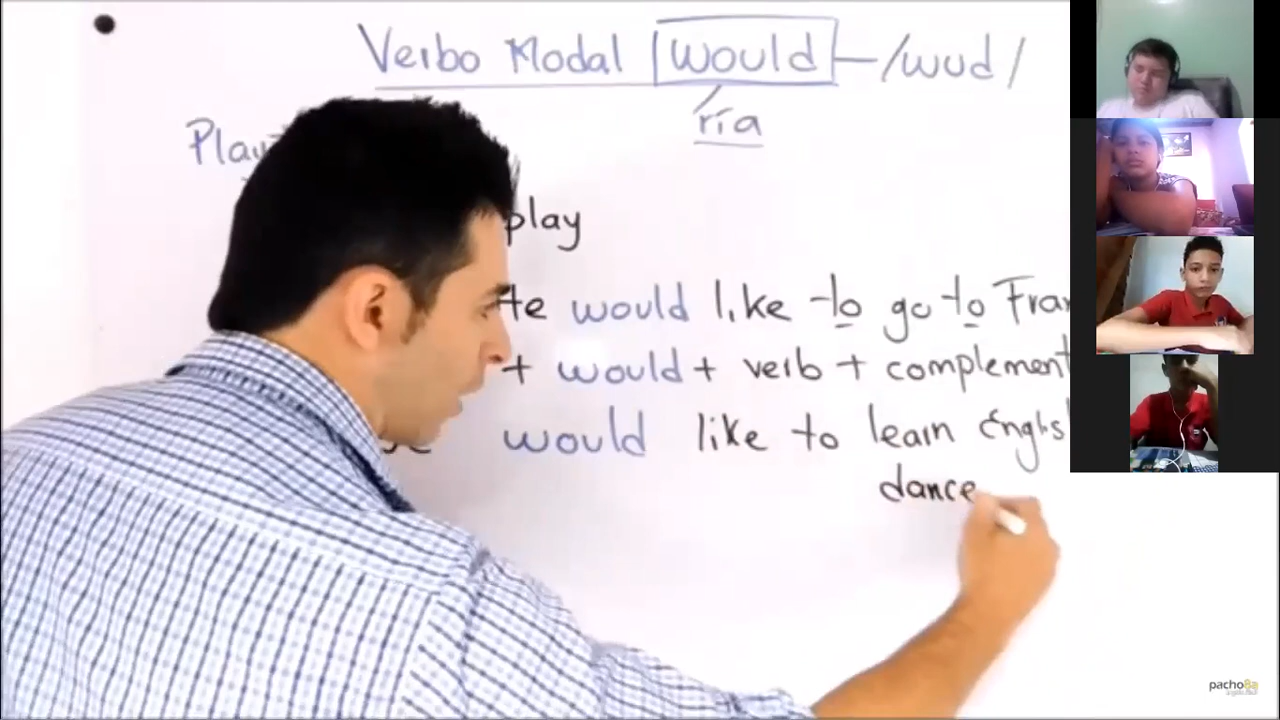 Verbo Modal would - /wud/
ría
Play
play
He would like to go to Fran
+ would + verb + complement
would like to learn Englis
dance
pacho8a